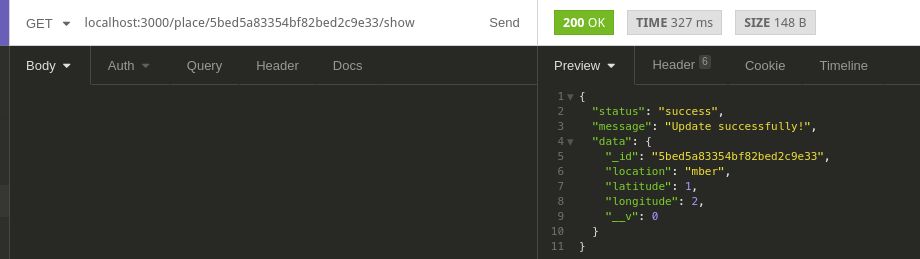 GET localhost:3000/place/5bed5a83354bf82bed2c9e33/show Send 200 OK TIME 327 ms SIZE 148 B
Body Auth Query Header Docs Preview Header 6 Cookie Timeline
1 {
2 "status": "success",
3 "message": "Update successfully!",
4 "data": {
5 "_id": "5bed5a83354bf82bed2c9e33",
6 "location": "mber",
7 "latitude": 1,
8 "longitude": 2,
9 "__v": 0
10 }
11 }